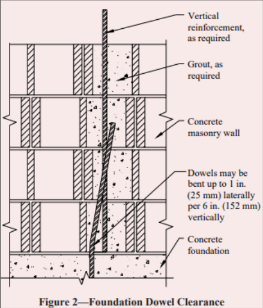 Vertical
reinforcement,
as required
Grout, as
required
Concrete
masonry wall
Dowels may be
bent up to 1 in.
(25 mm) laterally
per 6 in. (152 mm)
vertically
Concrete
foundation
Figure 2—Foundation Dowel Clearance